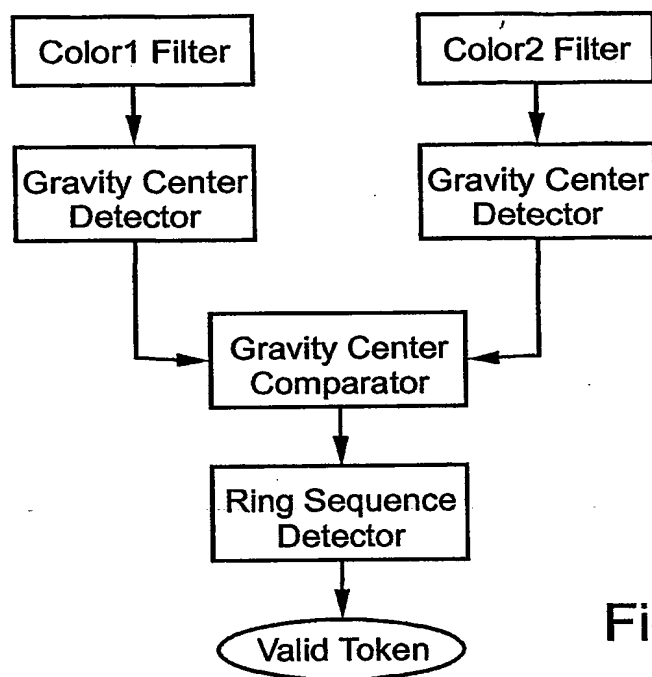 Color1 Filter
Color2 Filter
Gravity Center
Detector
Gravity Center
Detector
Gravity Center
Comparator
Ring Sequence
Detector
Valid Token
Fi